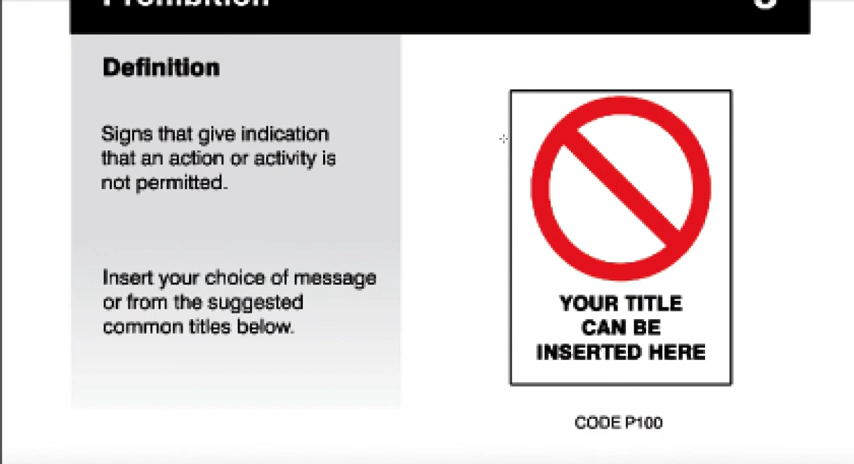 Prohibition
Definition
Signs that give indication
that an action or activity is
not permitted.
Insert your choice of message
or from the suggested
common titles below.
YOUR TITLE
CAN BE
INSERTED HERE
CODE P100